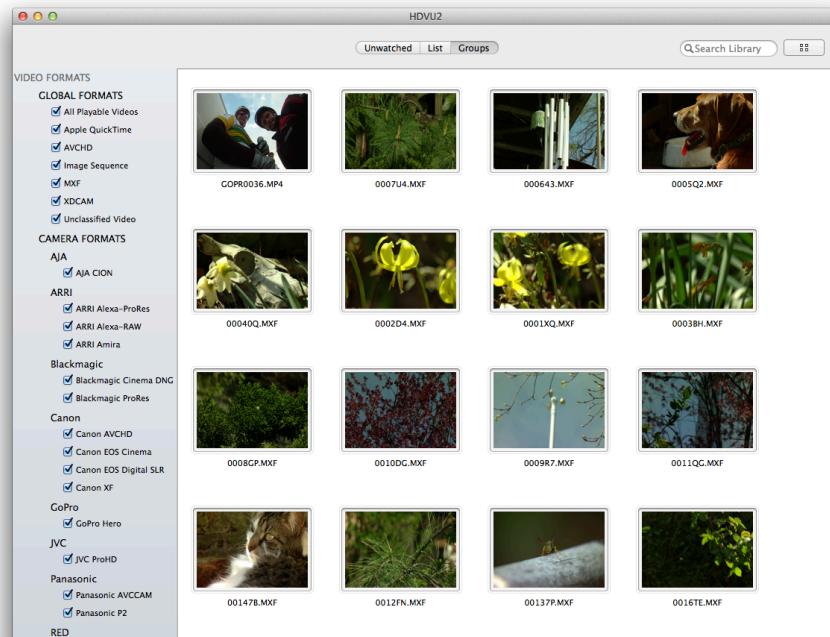 HDVU2
Unwatched List Groups
Search Library
VIDEO FORMATS
GLOBAL FORMATS
All Playable Videos
Apple QuickTime
AVCHD
Image Sequence
MXF
XDCAM
Unclassified Video
CAMERA FORMATS
AJA
AJA CION
ARRI
ARRI Alexa-ProRes
ARRI Alexa-RAW
ARRI Amira
Blackmagic
Blackmagic Cinema DNG
Blackmagic ProRes
Canon
Canon AVCHD
Canon EOS Cinema
Canon EOS Digital SLR
Canon XF
GoPro
GoPro Hero
JVC
JVC ProHD
Panasonic
Panasonic AVCCAM
Panasonic P2
RED
GOPR0036.MP4 0007U4.MXF 000643.MXF 0005Q2.MXF
00040Q.MXF 0002D4.MXF 0001XQ.MXF 0003BH.MXF
0008GP.MXF 0010DG.MXF 0009R7.MXF 0011QG.MXF
00147B.MXF 0012FN.MXF 00137P.MXF 0016TE.MXF